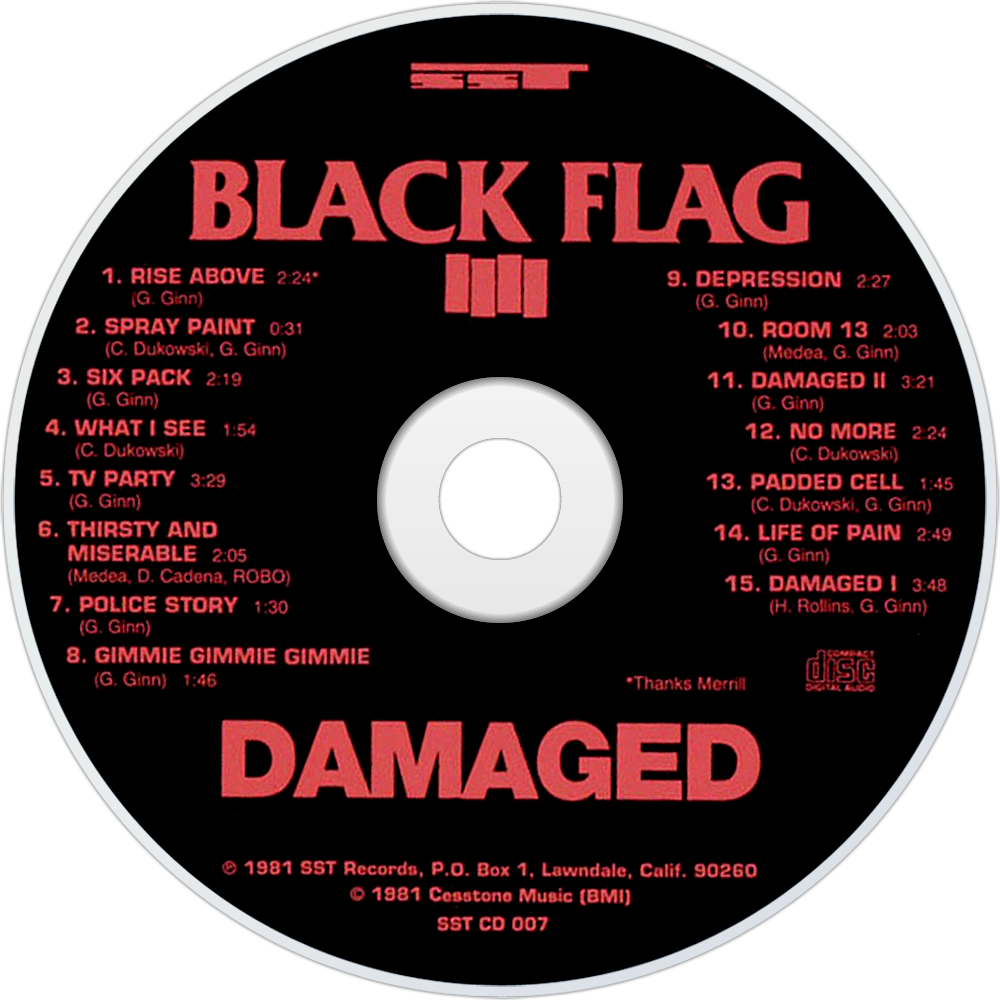 SST
BLACK FLAG
1. RISE ABOVE 2:24*
(G. Ginn)
2. SPRAY PAINT 0:31
(C. Dukowski, G. Ginn)
3. SIX PACK 2:19
(G. Ginn)
4. WHAT I SEE 1:54
(C. Dukowski)
5. TV PARTY 3:29
(G. Ginn)
6. THIRSTY AND
MISERABLE 2:05
(Medea, D. Cadena, ROBO)
7. POLICE STORY 1:30
(G. Ginn)
8. GIMMIE GIMMIE GIMMIE
(G. Ginn) 1:46
9. DEPRESSION 2:27
(G. Ginn)
10. ROOM 13 2:03
(Medea, G. Ginn)
11. DAMAGED II 3:21
(G. Ginn)
12. NO MORE 2:24
(C. Dukowski)
13. PADDED CELL 1:45
(C. Dukowski, G. Ginn)
14. LIFE OF PAIN 2:49
(G. Ginn)
15. DAMAGED I 3:48
(H. Rollins, G. Ginn)
*Thanks Merrill
COMPACT
disc
DIGITAL AUDIO
DAMAGED
℗ 1981 SST Records, P.O. Box 1, Lawndale, Calif. 90260
© 1981 Cesstone Music (BMI)
SST CD 007